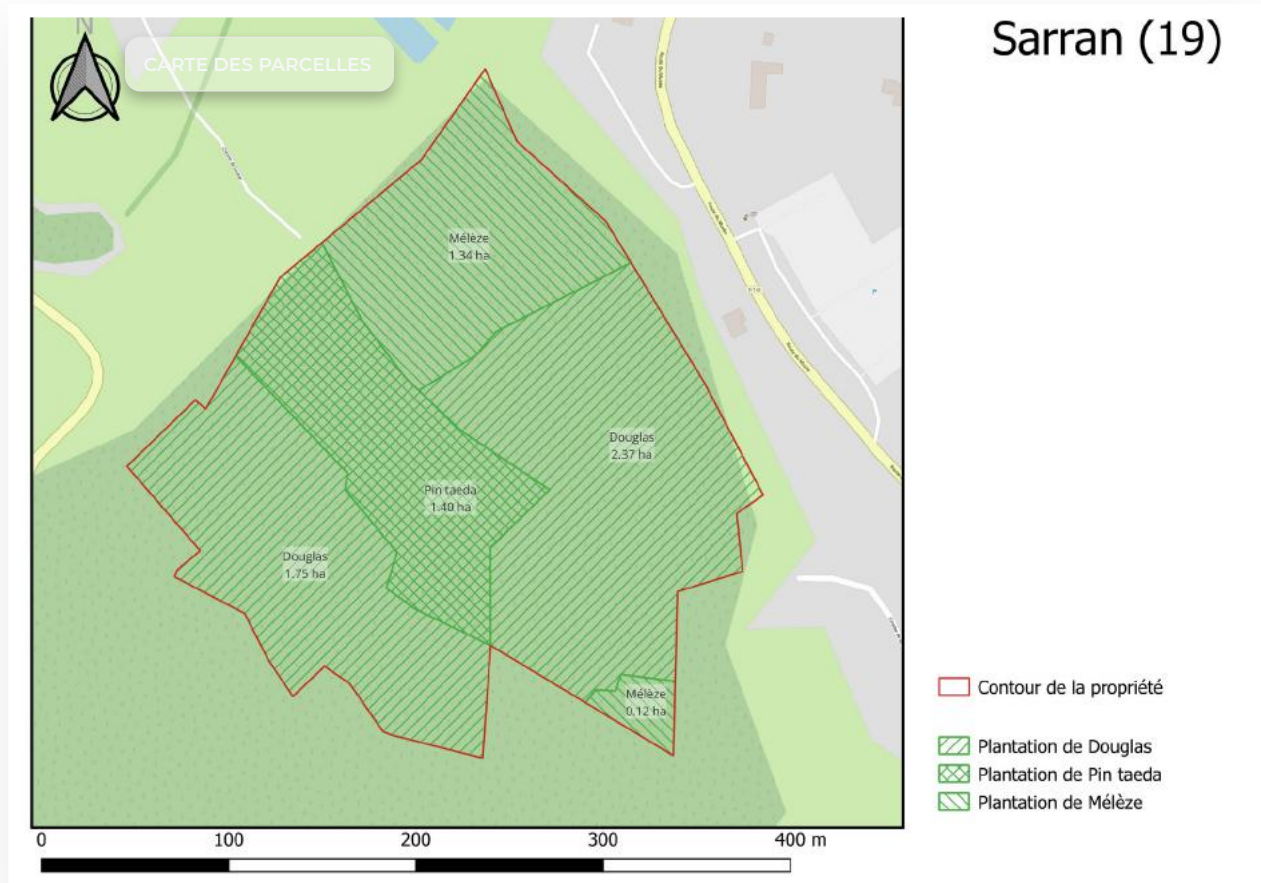 Sarran (19)
N
CARTE DES PARCELLES
Mélèze
1.34 ha
Douglas
2.37 ha
Pin taeda
1.40 ha
Douglas
1.75 ha
Mélèze
0.12 ha
Contour de la propriété
Plantation de Douglas
Plantation de Pin taeda
Plantation de Mélèze
0 100 200 300 400 m